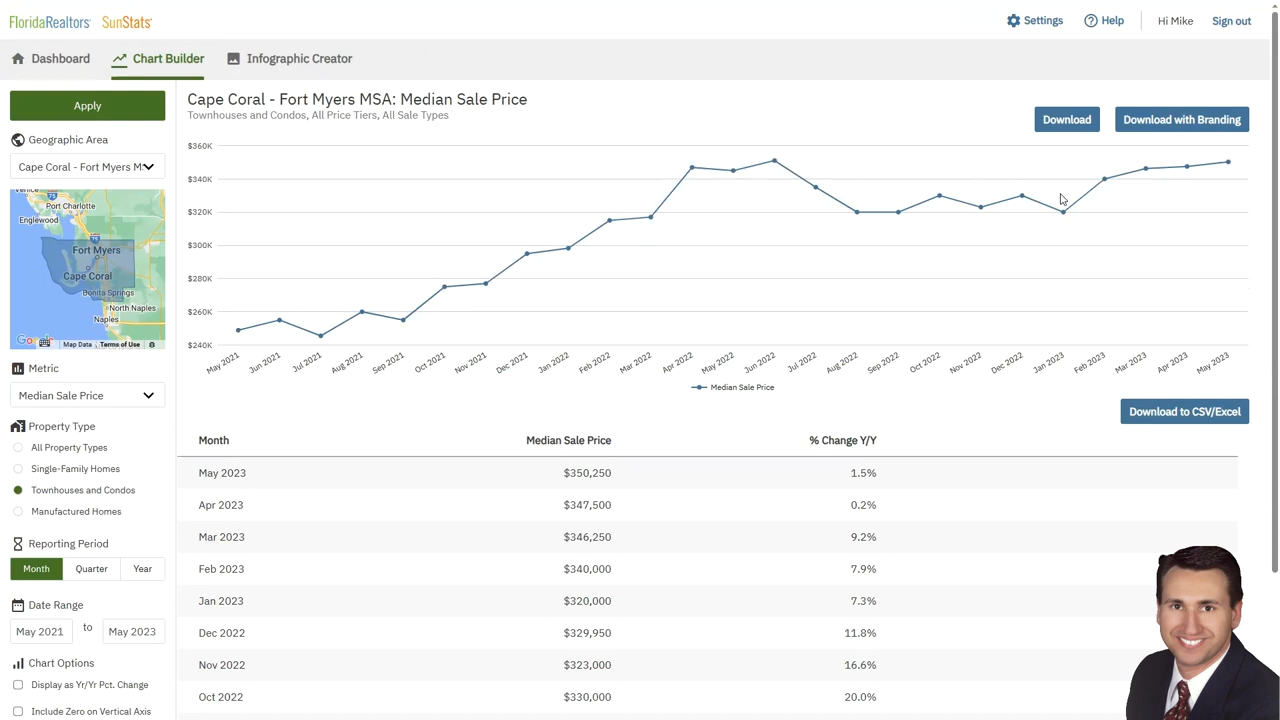 FloridaRealtors SunStats
Settings Help Hi Mike Sign out
Dashboard Chart Builder Infographic Creator
Apply
Geographic Area
Cape Coral - Fort Myers M
Port Charlotte
Englewood
Fort Myers
Cape Coral
Bonita Springs
North Naples
Naples
Map Data Terms of Use
Metric
Median Sale Price
Property Type
All Property Types
Single-Family Homes
Townhouses and Condos
Manufactured Homes
Reporting Period
Month Quarter Year
Date Range
May 2021 to May 2023
Chart Options
Display as Yr/Yr Pct. Change
Include Zero on Vertical Axis
Cape Coral - Fort Myers MSA: Median Sale Price
Townhouses and Condos, All Price Tiers, All Sale Types
Download Download with Branding
$360K
$340K
$320K
$300K
$280K
$260K
$240K
May 2021 Jun 2021 Jul 2021 Aug 2021 Sep 2021 Oct 2021 Nov 2021 Dec 2021 Jan 2022 Feb 2022 Mar 2022 Apr 2022 May 2022 Jun 2022 Jul 2022 Aug 2022 Sep 2022 Oct 2022 Nov 2022 Dec 2022 Jan 2023 Feb 2023 Mar 2023 Apr 2023 May 2023
Median Sale Price
Download to CSV/Excel
Month Median Sale Price % Change Y/Y
May 2023 $350,250 1.5%
Apr 2023 $347,500 0.2%
Mar 2023 $346,250 9.2%
Feb 2023 $340,000 7.9%
Jan 2023 $320,000 7.3%
Dec 2022 $329,950 11.8%
Nov 2022 $323,000 16.6%
Oct 2022 $330,000 20.0%